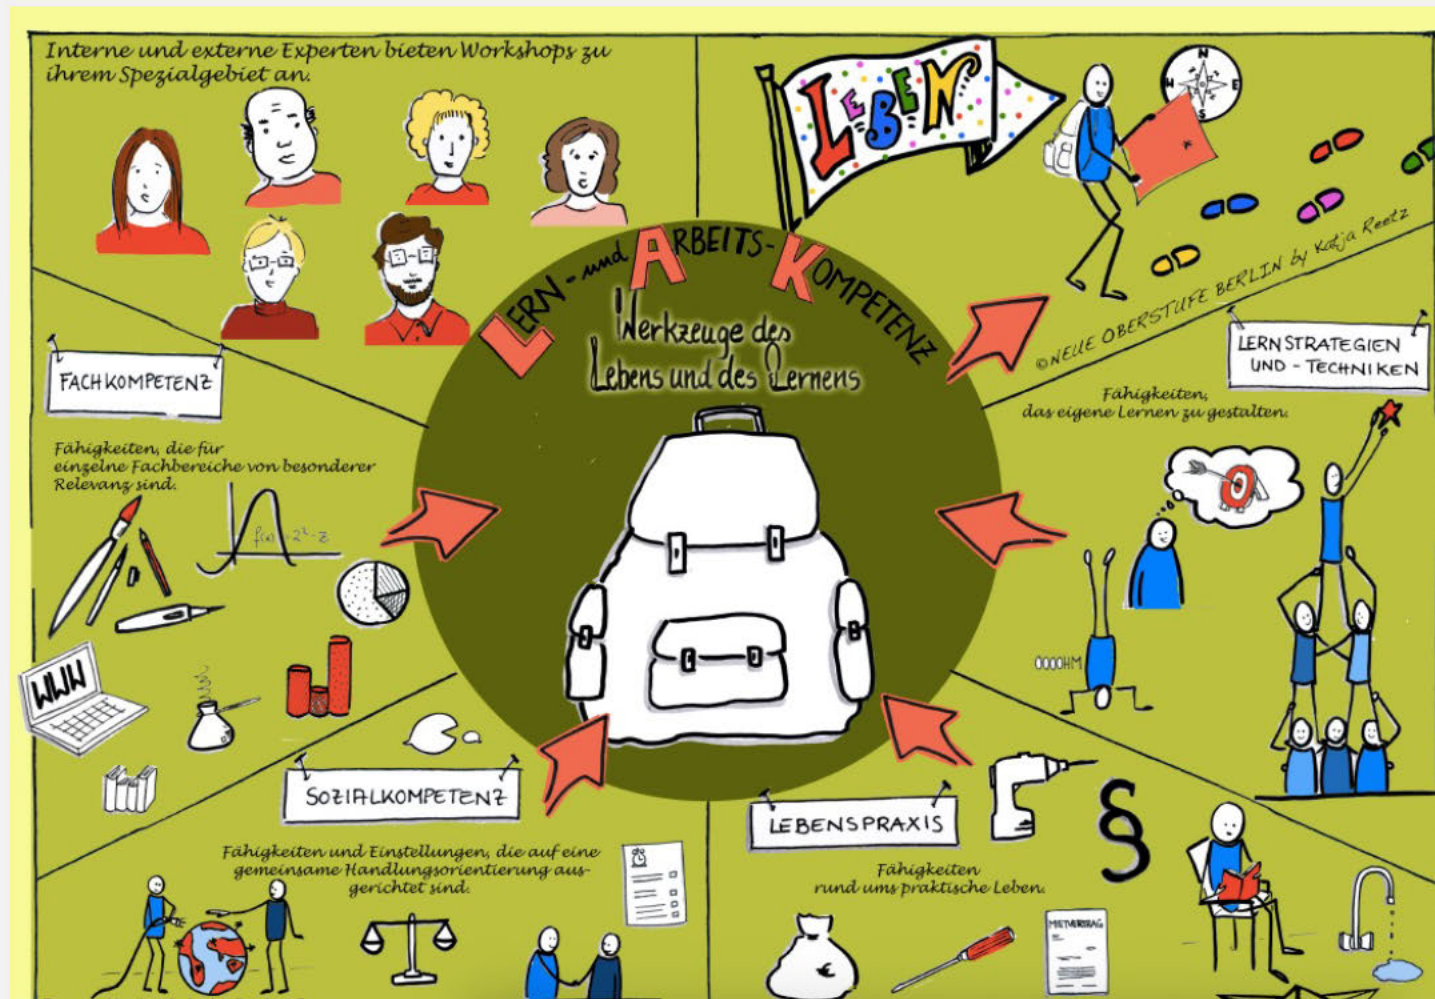 Interne und externe Experten bieten Workshops zu
ihrem Spezialgebiet an.
LEBEN
N
E
S
W
© NEUE OBERSTUFE BERLIN by Katja Reetz
LERN- und ARBEITS-KOMPETENZ
Werkzeuge des
Lebens und des Lernens
FACHKOMPETENZ
Fähigkeiten, die für
einzelne Fachbereiche von besonderer
Relevanz sind.
WWW
LERNSTRATEGIEN
UND - TECHNIKEN
Fähigkeiten,
das eigene Lernen zu gestalten.
OOOOHM
SOZIALKOMPETENZ
Fähigkeiten und Einstellungen, die auf eine
gemeinsame Handlungsorientierung aus-
gerichtet sind.
LEBENSPRAXIS
Fähigkeiten
rund ums praktische Leben.
§
€
MIETVERTRAG